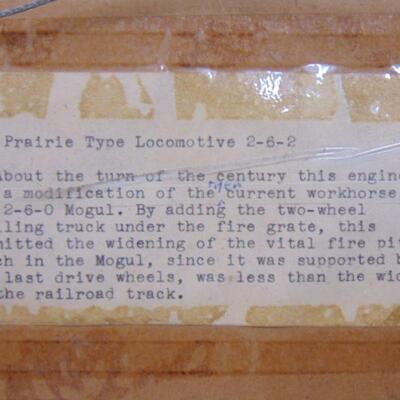 Prairie Type Locomotive 2-6-2
about the turn of the century this engine
a modification of the then current workhorse
2-6-0 Mogul. By adding the two-wheel
lling truck under the fire grate, this
mitted the widening of the vital fire pit
ch in the Mogul, since it was supported b
last drive wheels, was less than the wid
the railroad track.